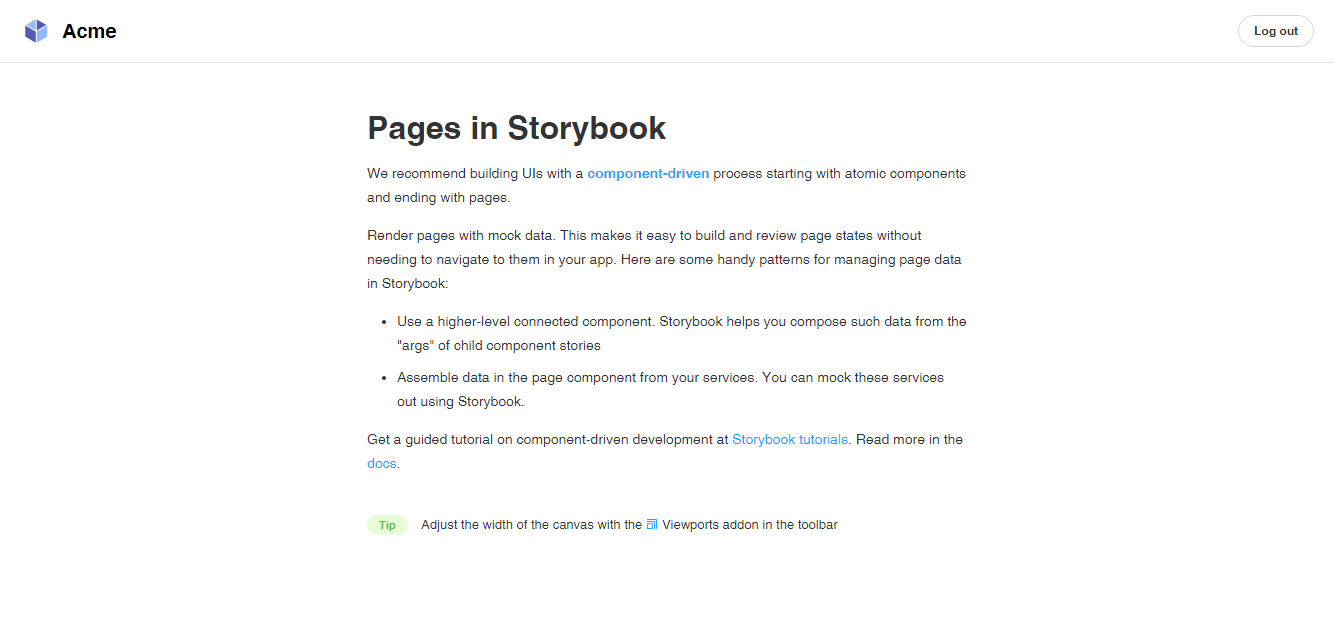 Acme
Log out
Pages in Storybook
We recommend building UIs with a component-driven process starting with atomic components
and ending with pages.
Render pages with mock data. This makes it easy to build and review page states without
needing to navigate to them in your app. Here are some handy patterns for managing page data
in Storybook:
Use a higher-level connected component. Storybook helps you compose such data from the
"args" of child component stories
Assemble data in the page component from your services. You can mock these services
out using Storybook.
Get a guided tutorial on component-driven development at Storybook tutorials. Read more in the
docs.
Tip Adjust the width of the canvas with the Viewports addon in the toolbar